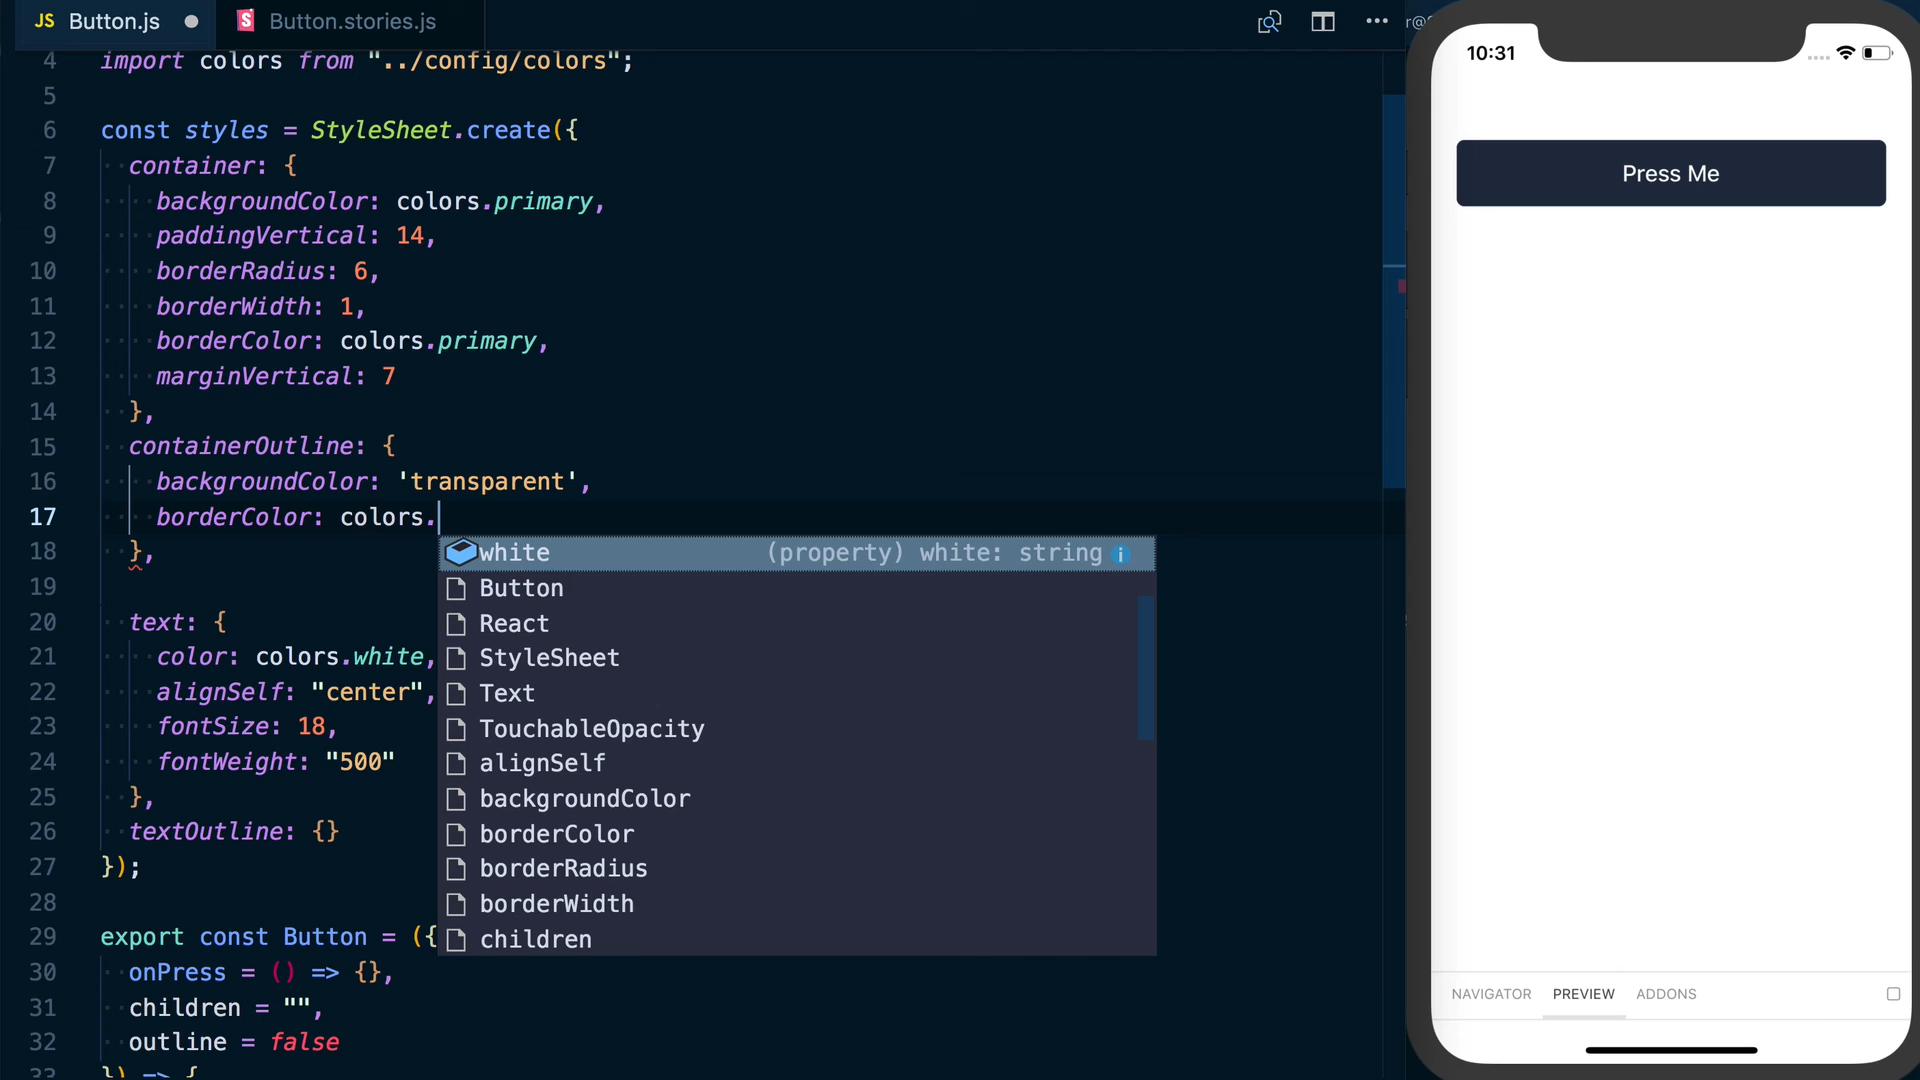 JS Button.js ● Button.stories.js
4 import colors from "../config/colors";
5
6 const styles = StyleSheet.create({
7 container: {
8 backgroundColor: colors.primary,
9 paddingVertical: 14,
10 borderRadius: 6,
11 borderWidth: 1,
12 borderColor: colors.primary,
13 marginVertical: 7
14 },
15 containerOutline: {
16 backgroundColor: 'transparent',
17 borderColor: colors.
18 },
19
20 text: {
21 color: colors.white,
22 alignSelf: "center",
23 fontSize: 18,
24 fontWeight: "500"
25 },
26 textOutline: {}
27 });
28
29 export const Button = ({
30 onPress = () => {},
31 children = "",
32 outline = false
33 }) => {
white (property) white: string
Button
React
StyleSheet
Text
TouchableOpacity
alignSelf
backgroundColor
borderColor
borderRadius
borderWidth
children
10:31
Press Me
NAVIGATOR PREVIEW ADDONS